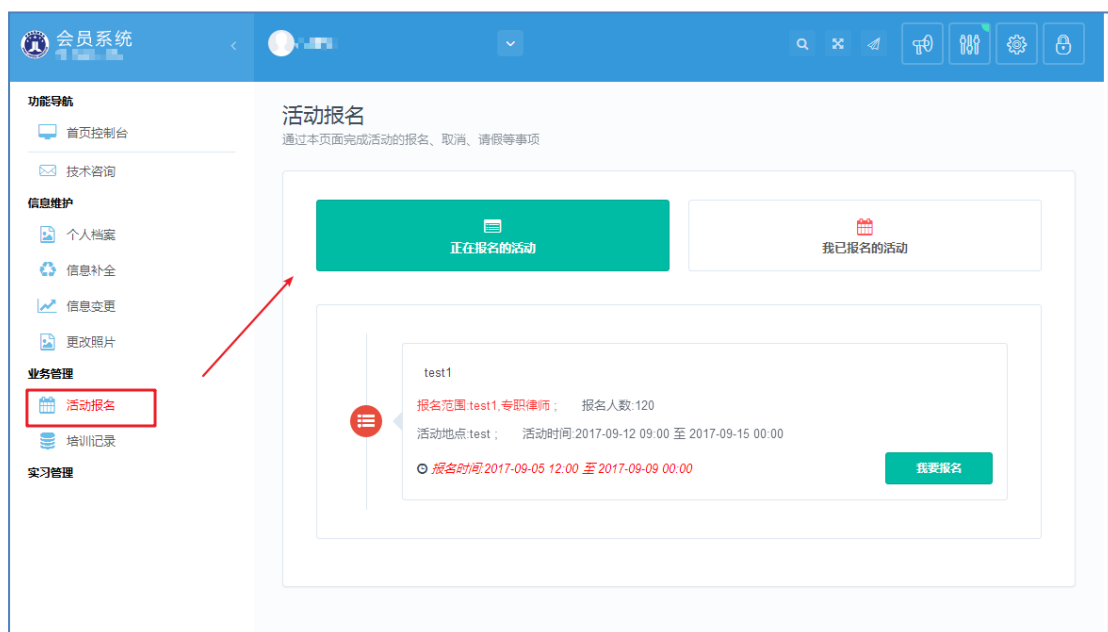 会员系统
功能导航
首页控制台
技术咨询
信息维护
个人档案
信息补全
信息变更
更改照片
业务管理
活动报名
培训记录
实习管理
活动报名
通过本页面完成活动的报名、取消、请假等事项
正在报名的活动
我已报名的活动
test1
报名范围:test1,专职律师； 报名人数:120
活动地点:test； 活动时间:2017-09-12 09:00 至 2017-09-15 00:00
报名时间:2017-09-05 12:00 至 2017-09-09 00:00
我要报名